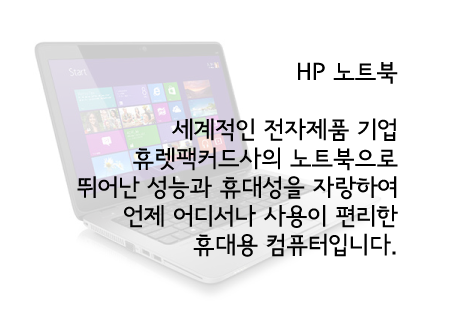 HP 노트북
세계적인 전자제품 기업
휴렛팩커드사의 노트북으로
뛰어난 성능과 휴대성을 자랑하여
언제 어디서나 사용이 편리한
휴대용 컴퓨터입니다.
Start